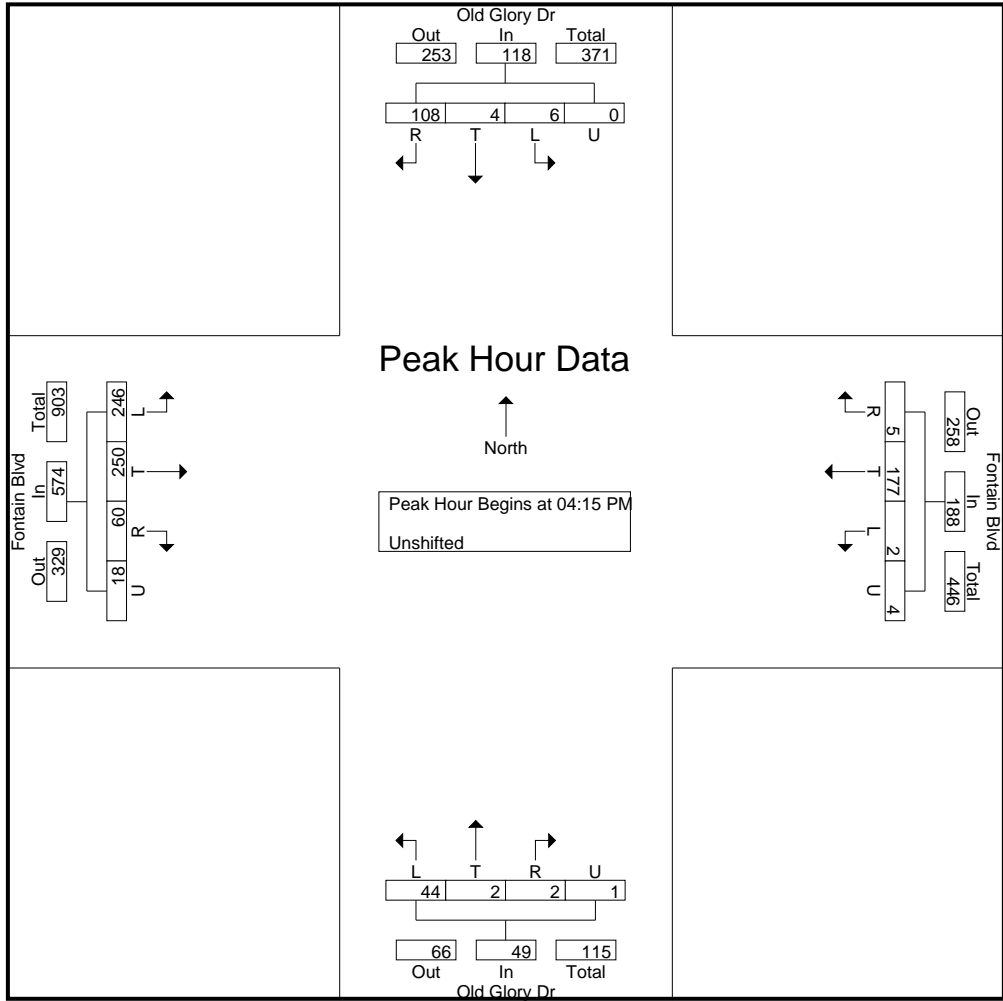 Old Glory Dr
Out In Total
253 118 371
108 4 6 0
R T L U
Peak Hour Data
North
Peak Hour Begins at 04:15 PM
Unshifted
Fontain Blvd
Total In Out
903 574 329
246 250 60 18
L T R U
Fontain Blvd
Out In Total
258 188 446
5 177 2 4
R T L U
L T R U
44 2 2 1
66 49 115
Out In Total
Old Glory Dr